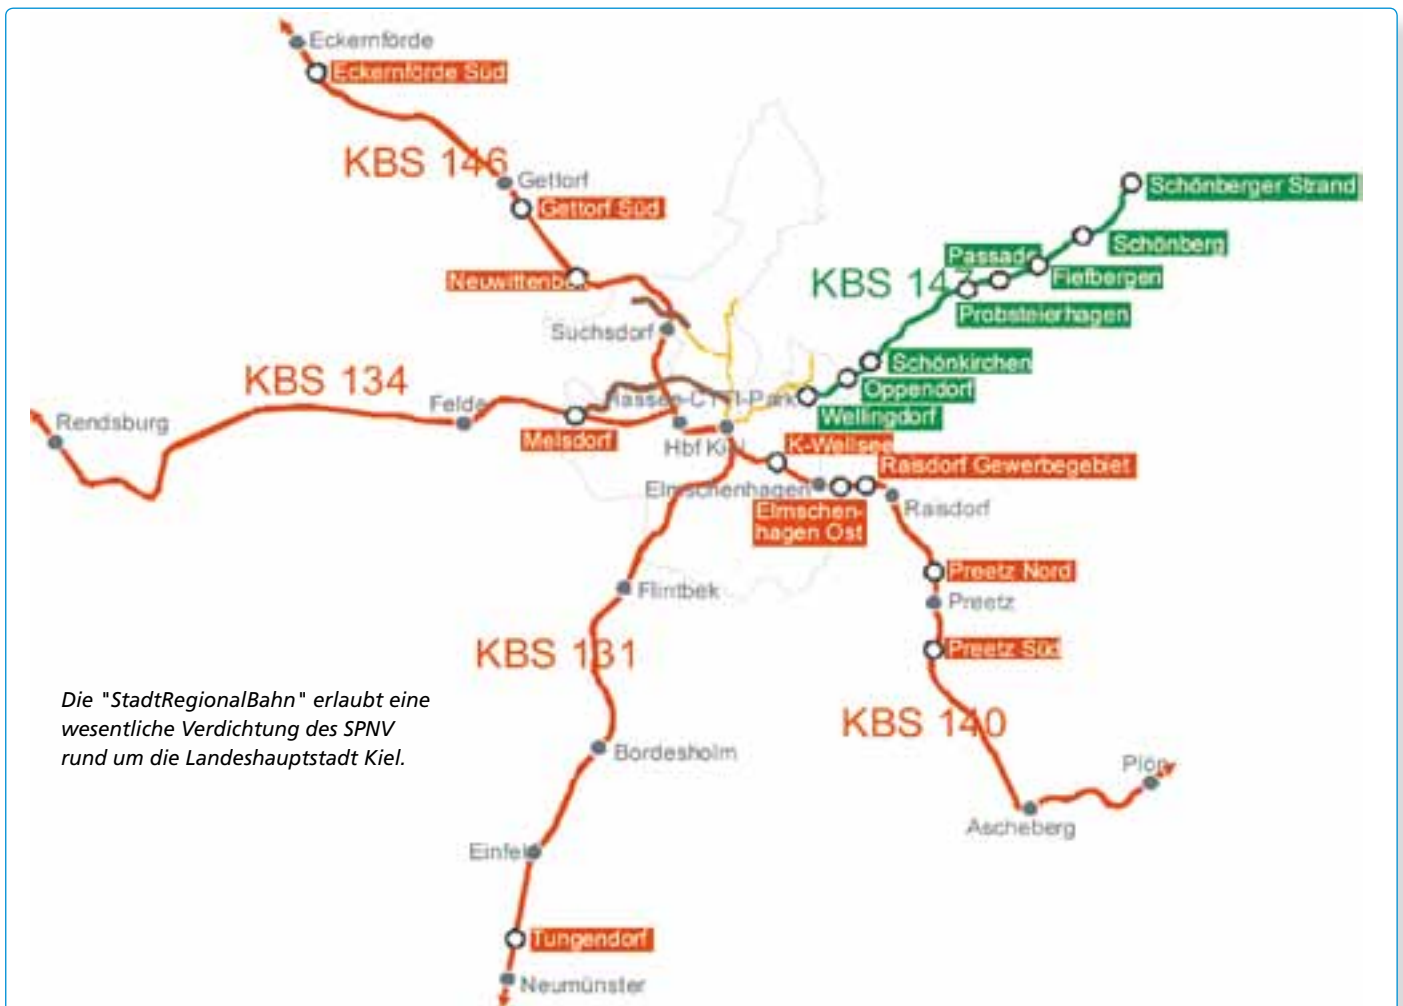 Eckernförde
Eckernförde Süd
KBS 146
Gettorf
Gettorf Süd
Schönberger Strand
Schönberg
Passade
Fiefbergen
KBS 147
Probsteierhagen
Suchsdorf
Schönkirchen
Oppendorf
Wellingdorf
KBS 134
Felde
Hassee-CITTI-Park
Rendsburg
Melsdorf
Hbf Kiel
K-Wellsee
Raisdorf Gewerbegebiet
Elmschenhagen
Elmschen-
hagen Ost
Raisdorf
Preetz Nord
Flintbek
Preetz
KBS 131
Preetz Süd
Die "StadtRegionalBahn" erlaubt eine
wesentliche Verdichtung des SPNV
rund um die Landeshauptstadt Kiel.
KBS 140
Bordesholm
Plön
Ascheberg
Einfeld
Tungendorf
Neumünster